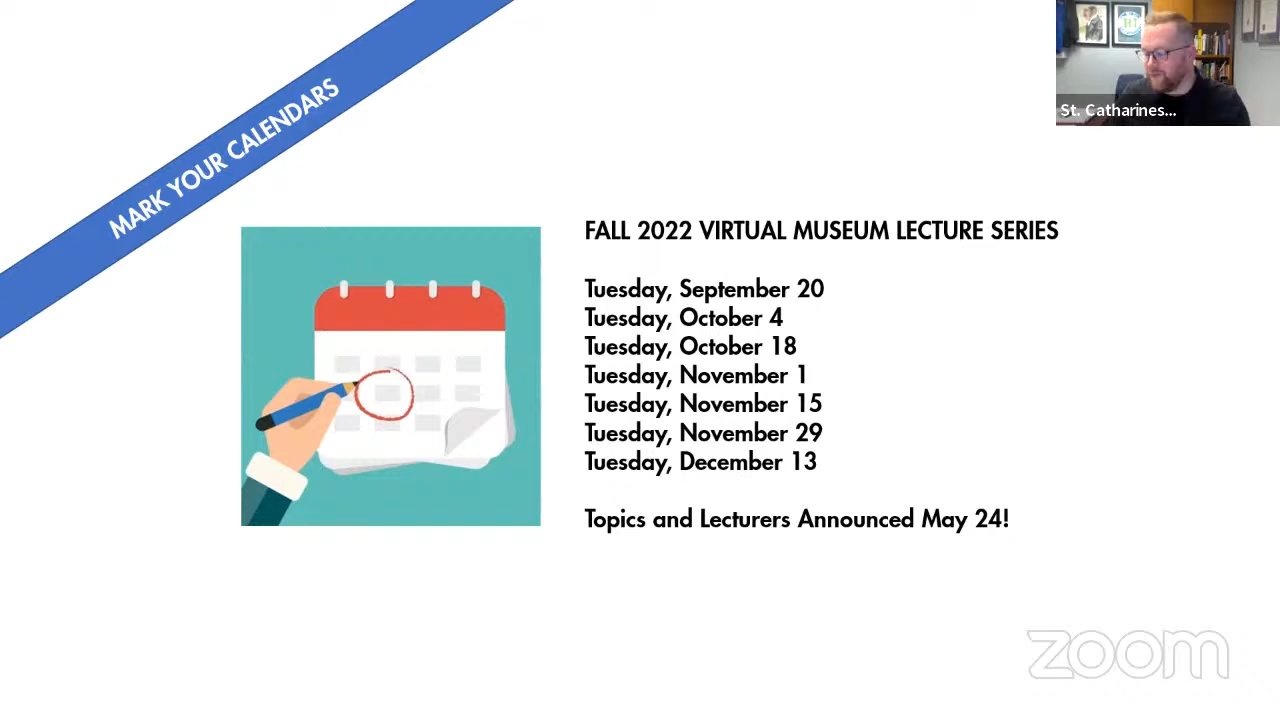 MARK YOUR CALENDARS
St. Catharines...
FALL 2022 VIRTUAL MUSEUM LECTURE SERIES
Tuesday, September 20
Tuesday, October 4
Tuesday, October 18
Tuesday, November 1
Tuesday, November 15
Tuesday, November 29
Tuesday, December 13
Topics and Lecturers Announced May 24!
zoom